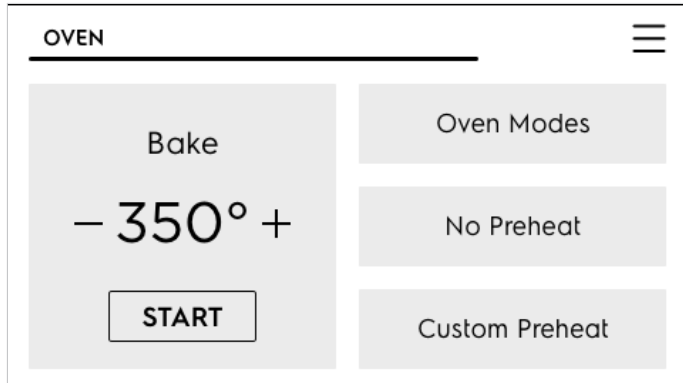 OVEN
Bake
− 350° +
START
Oven Modes
No Preheat
Custom Preheat